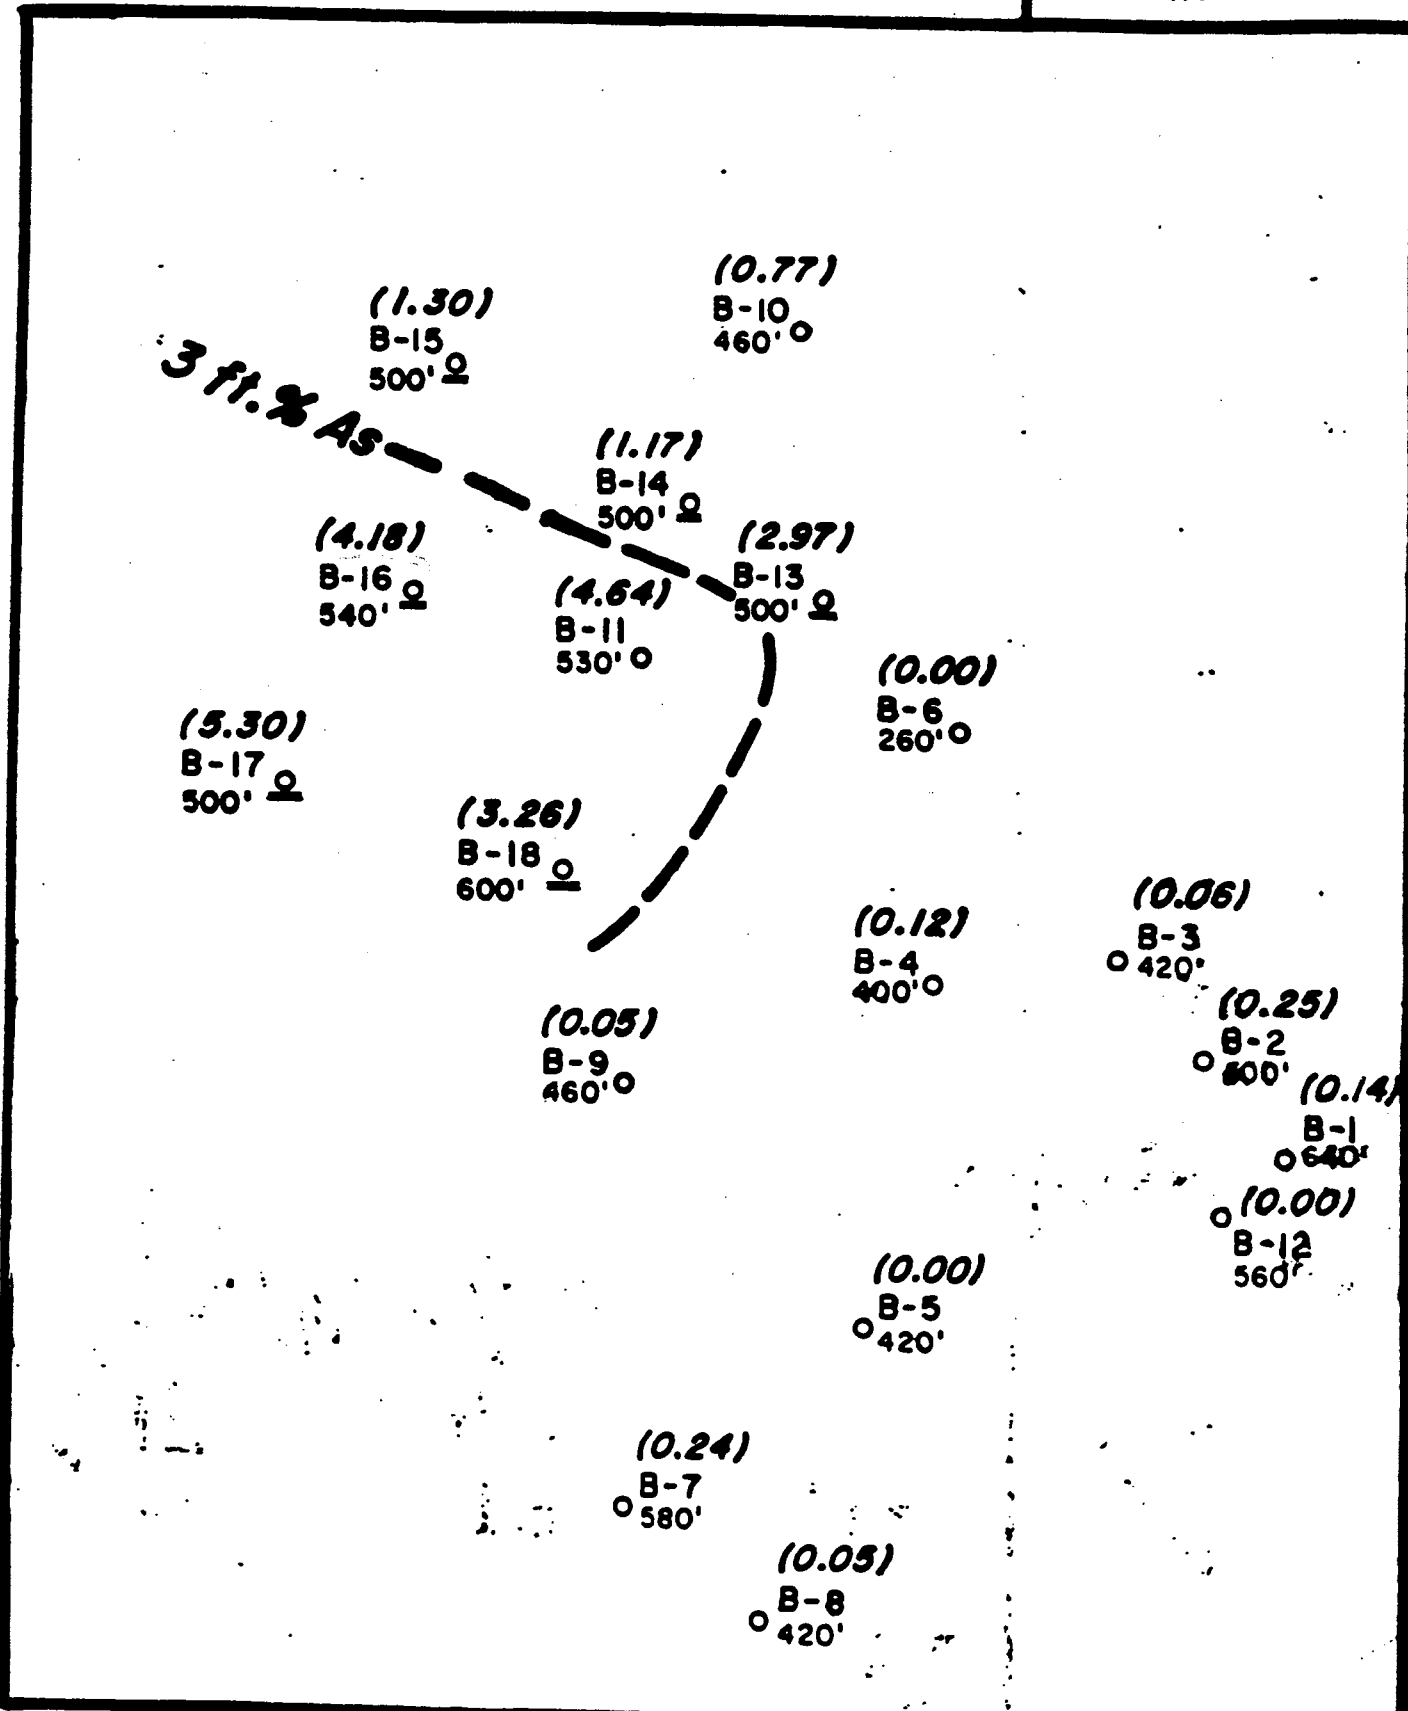 (0.77)
B-10
460'
(1.30)
B-15
500'
3 ft.% As
(1.17)
B-14
500'
(2.97)
B-13
500'
(4.18)
B-16
540'
(4.64)
B-11
530'
(0.00)
B-6
260'
(5.30)
B-17
500'
(3.26)
B-18
600'
(0.06)
B-3
420'
(0.12)
B-4
400'
(0.25)
B-2
(0.05)
B-9
460'
(0.14)
B-1
640'
(0.00)
B-12
560'
(0.00)
B-5
420'
(0.24)
B-7
580'
(0.05)
B-8
420'